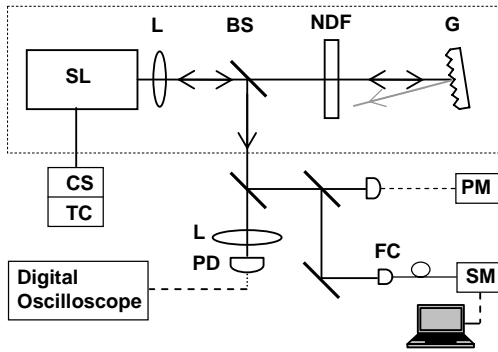 L BS NDF G
SL
CS
TC
PM
L
PD
FC
SM
Digital
Oscilloscope